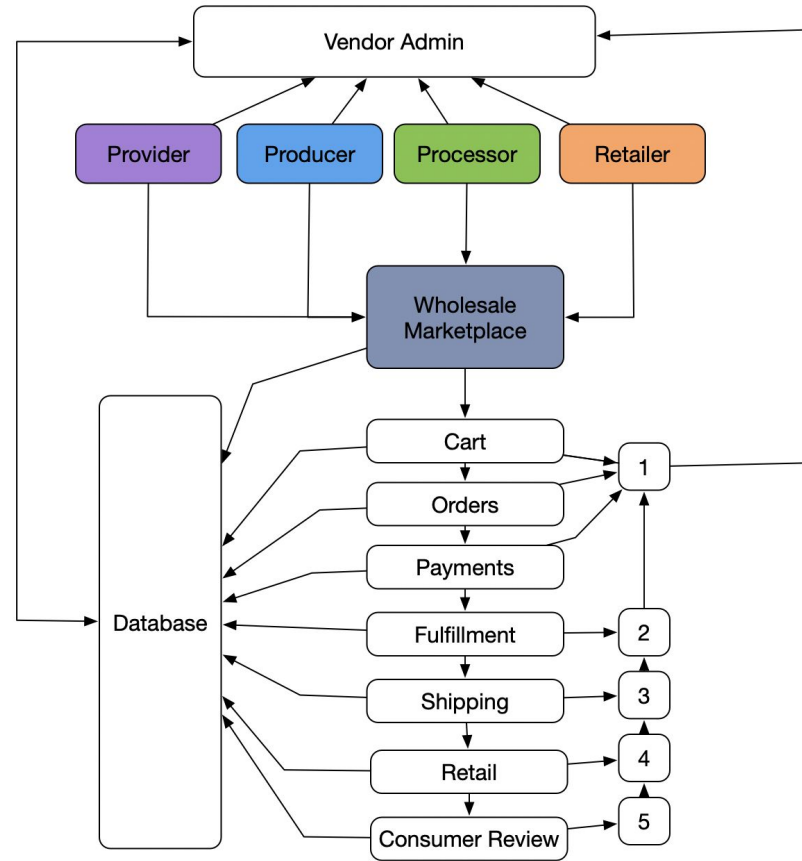 Vendor Admin
Provider
Producer
Processor
Retailer
Wholesale
Marketplace
Cart
1
Orders
Payments
Database
Fulfillment
2
Shipping
3
Retail
4
Consumer Review
5